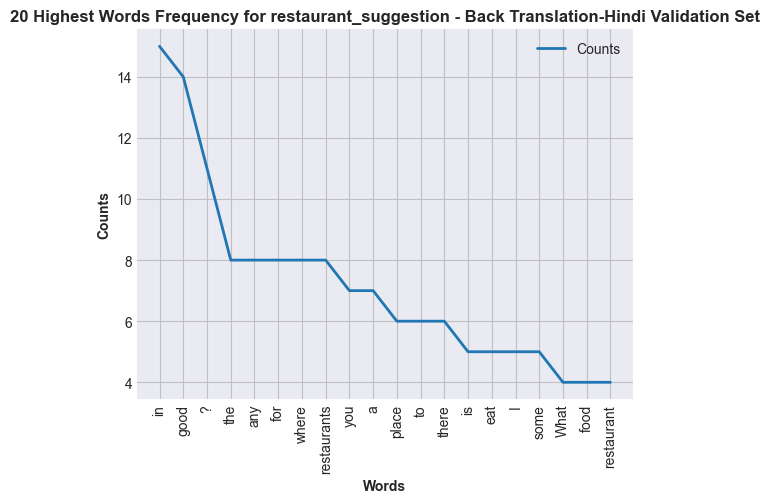 20 Highest Words Frequency for restaurant_suggestion - Back Translation-Hindi Validation Set
Counts
14
12
10
8
6
4
Counts
in
good
?
the
any
for
where
restaurants
you
a
place
to
there
is
eat
I
some
What
food
restaurant
Words